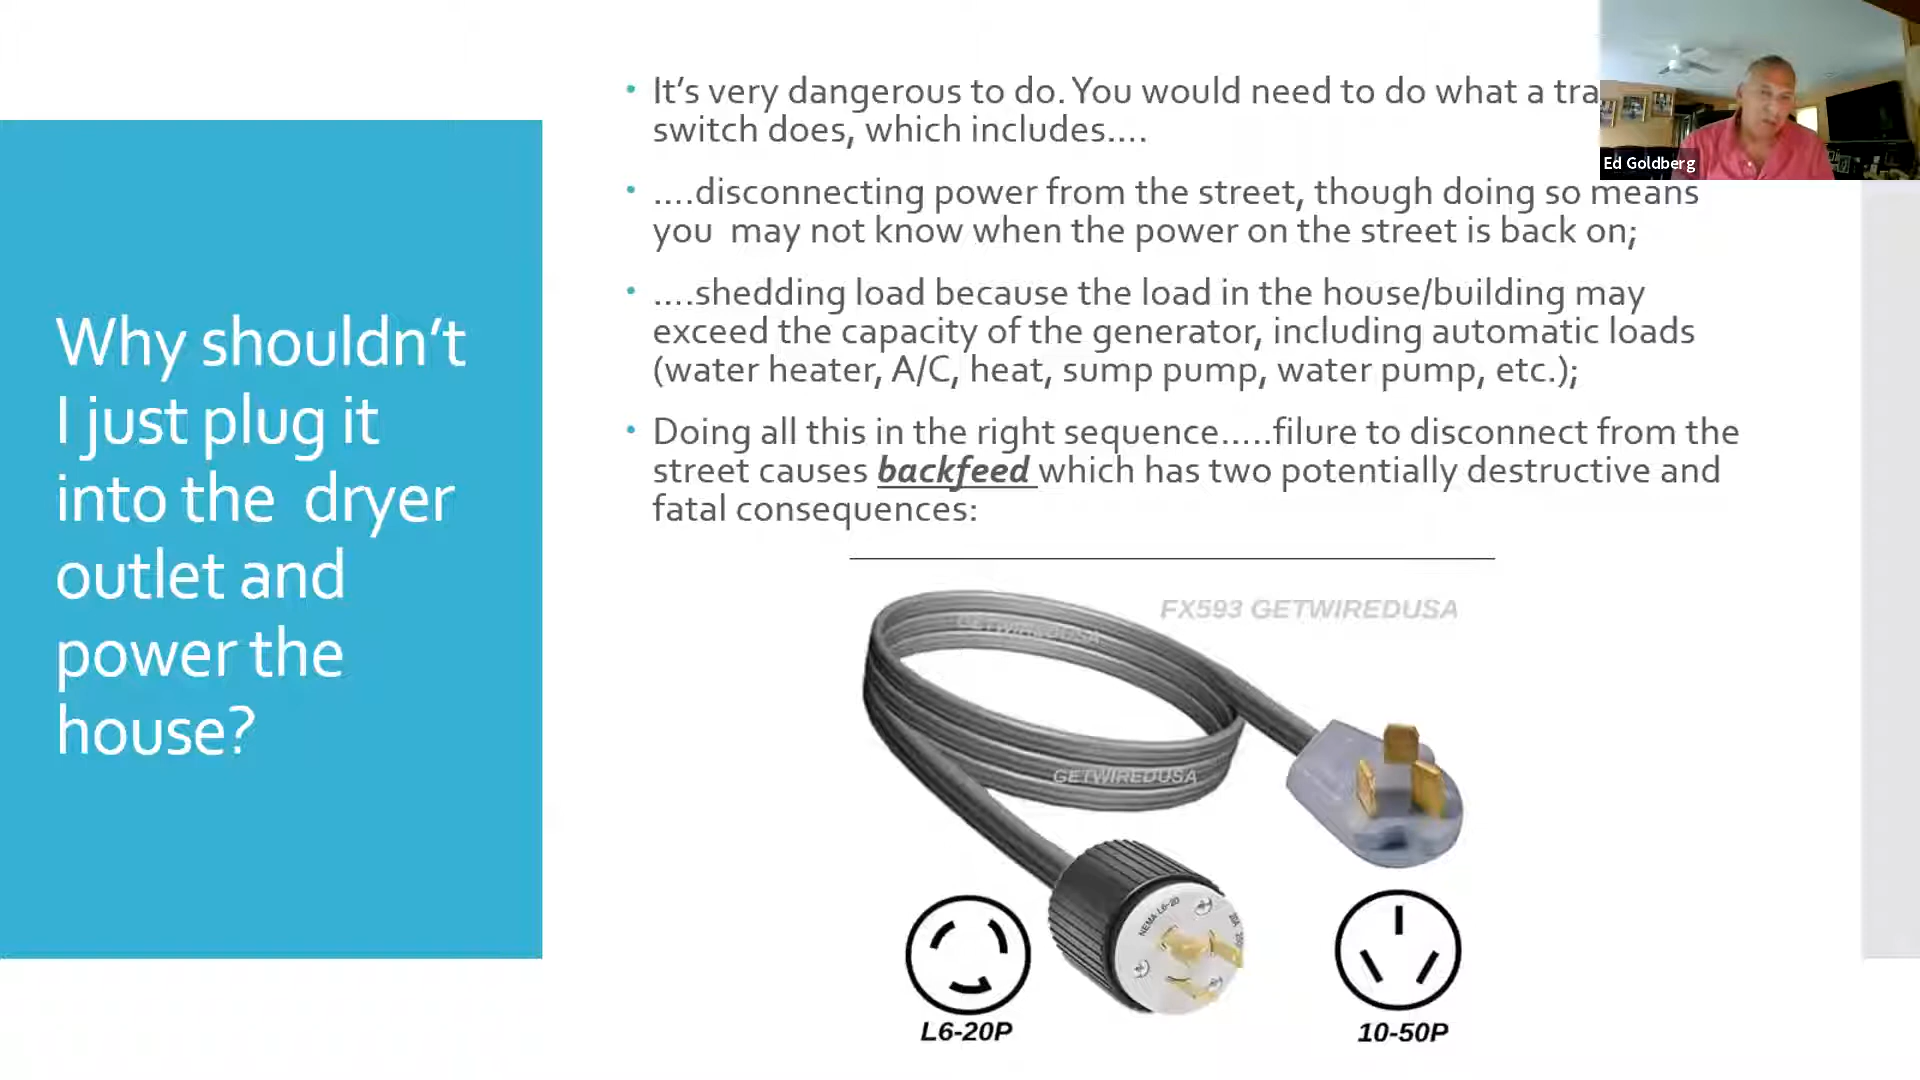 Why shouldn't
I just plug it
into the dryer
outlet and
power the
house?
It's very dangerous to do. You would need to do what a
switch does, which includes....
....disconnecting power from the street, though doing so means
you may not know when the power on the street is back on;
....shedding load because the load in the house/building may
exceed the capacity of the generator, including automatic loads
(water heater, A/C, heat, sump pump, water pump, etc.);
Doing all this in the right sequence.....filure to disconnect from the
street causes backfeed which has two potentially destructive and
fatal consequences:
Ed Goldberg
FX593 GETWIREDUSA
GETWIREDUSA
GETWIREDUSA
NEMA L6-20
L6-20P
10-50P